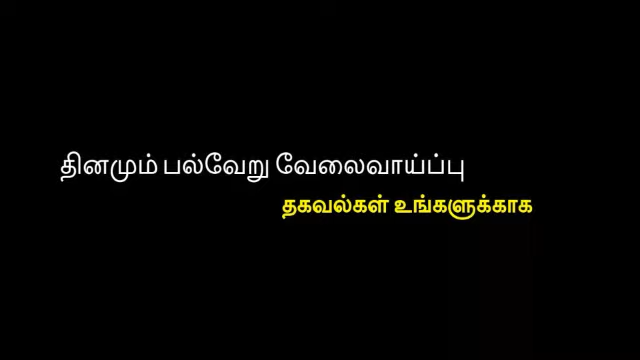 தினமும் பல்வேறு வேலைவாய்ப்பு
தகவல்கள் உங்களுக்காக